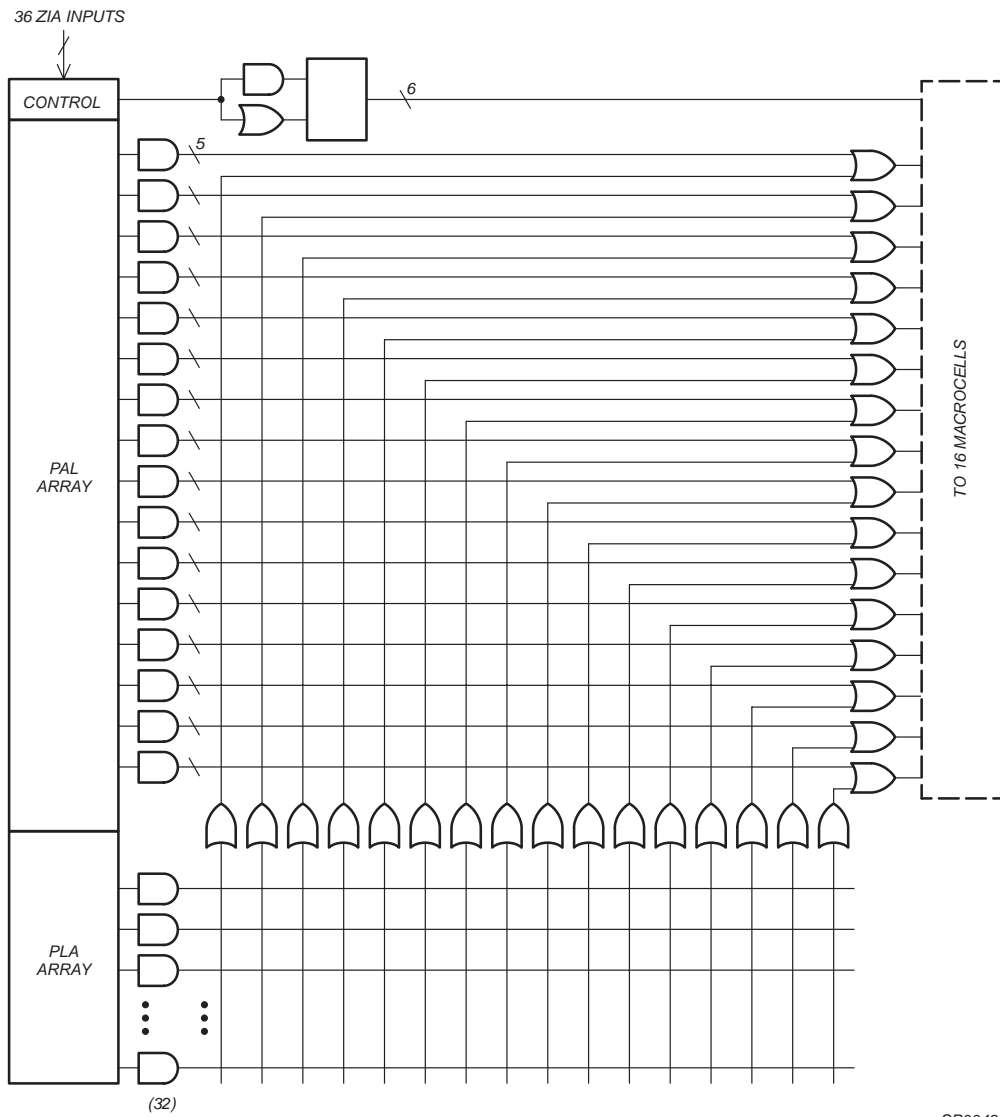 36 ZIA INPUTS
CONTROL
6
5
PAL
ARRAY
TO 16 MACROCELLS
PLA
ARRAY
(32)